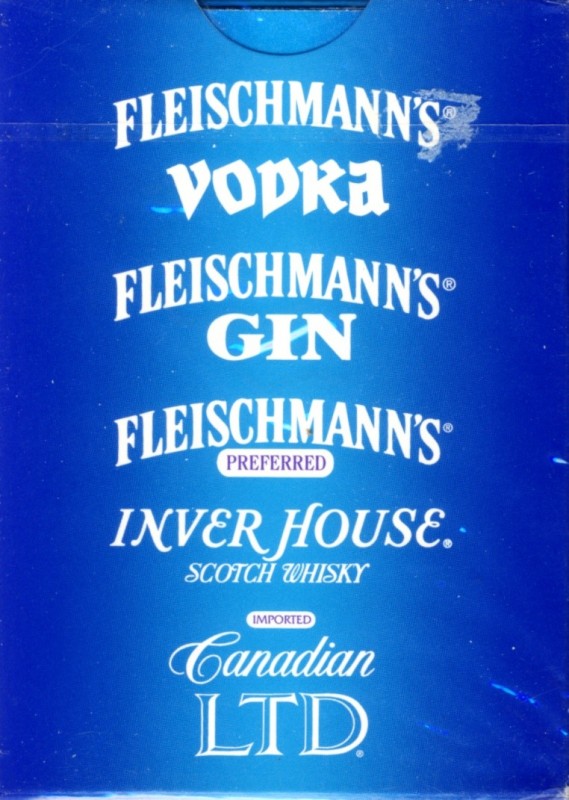 FLEISCHMANN'S®
VODKA
FLEISCHMANN'S®
GIN
FLEISCHMANN'S®
PREFERRED
INVER HOUSE®
SCOTCH WHISKY
IMPORTED
Canadian
LTD®